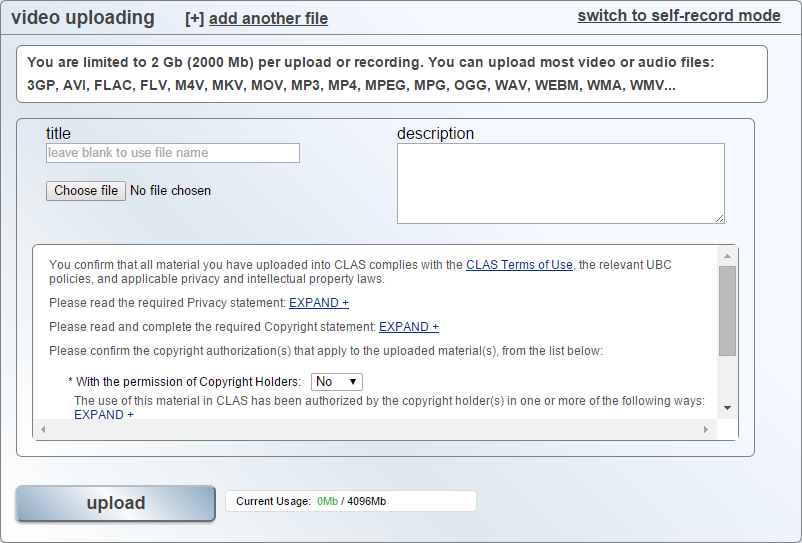 video uploading [+] add another file switch to self-record mode
You are limited to 2 Gb (2000 Mb) per upload or recording. You can upload most video or audio files:
3GP, AVI, FLAC, FLV, M4V, MKV, MOV, MP3, MP4, MPEG, MPG, OGG, WAV, WEBM, WMA, WMV...
title
leave blank to use file name
Choose file No file chosen
description
You confirm that all material you have uploaded into CLAS complies with the CLAS Terms of Use, the relevant UBC
policies, and applicable privacy and intellectual property laws.
Please read the required Privacy statement: EXPAND +
Please read and complete the required Copyright statement: EXPAND +
Please confirm the copyright authorization(s) that apply to the uploaded material(s), from the list below:
* With the permission of Copyright Holders: No
The use of this material in CLAS has been authorized by the copyright holder(s) in one or more of the following ways:
EXPAND +
upload
Current Usage: 0Mb / 4096Mb